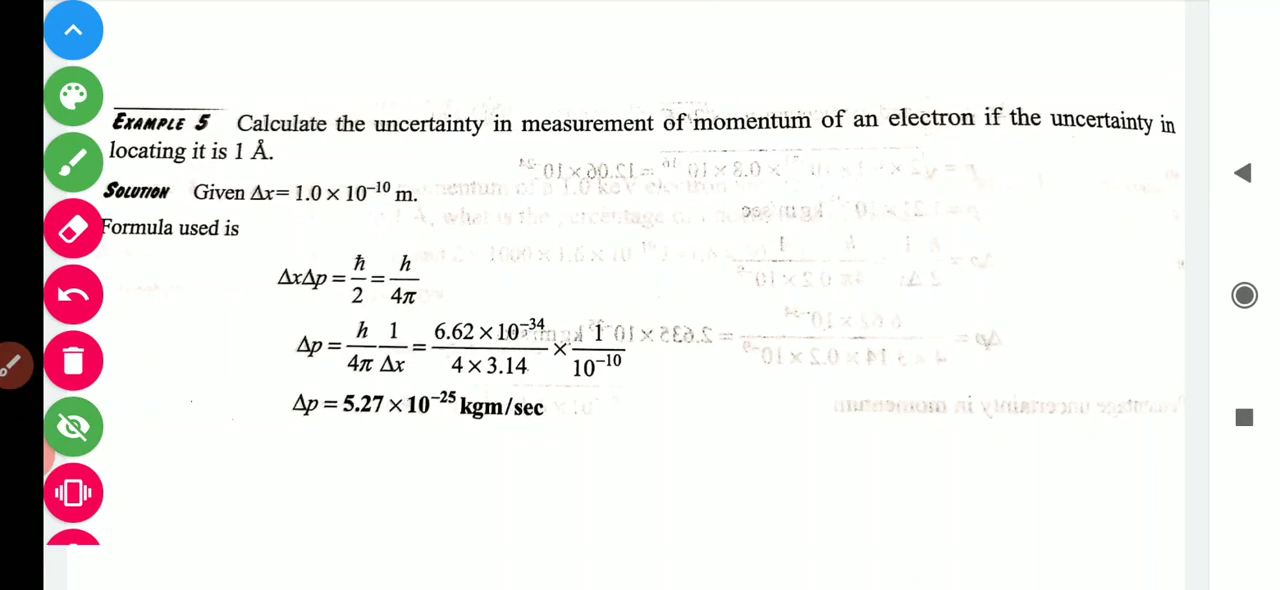 EXAMPLE 5 Calculate the uncertainty in measurement of momentum of an electron if the uncertainty in
locating it is 1 Å.
SOLUTION Given Δx= 1.0 × 10⁻¹⁰ m.
Formula used is
ΔxΔp = ℏ/2 = h/4π
Δp = h/4π 1/Δx = 6.62 × 10⁻³⁴/4 × 3.14 × 1/10⁻¹⁰
Δp = 5.27 × 10⁻²⁵ kgm/sec